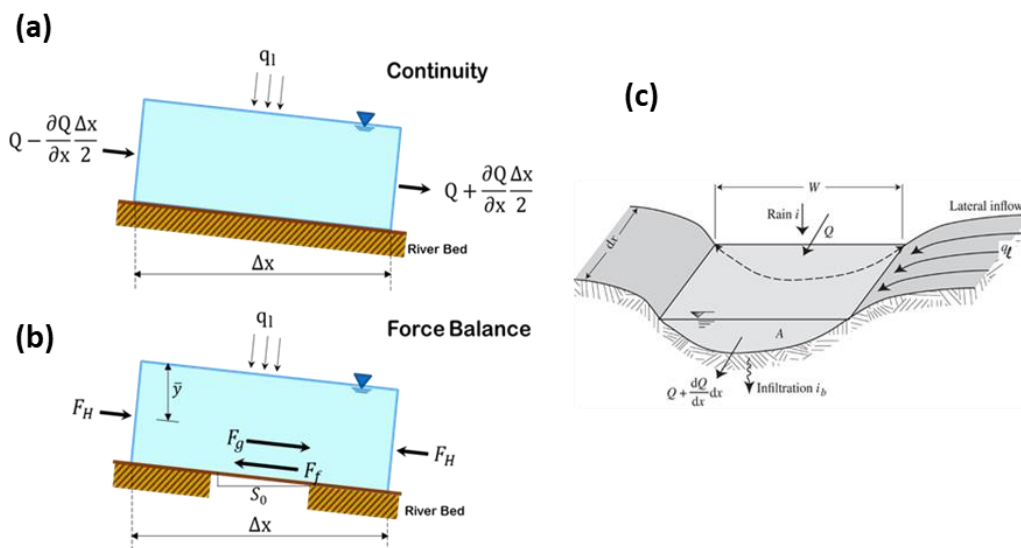 (a)
q_l
Continuity
Q − ∂Q/∂x Δx/2
Q + ∂Q/∂x Δx/2
River Bed
Δx
(b)
q_l
Force Balance
ȳ
F_H
F_g
F_f
F_H
S_0
River Bed
Δx
(c)
W
Rain i
Q
Lateral inflow
dx
q_ℓ
A
Q + dQ/dx dx
Infiltration i_b